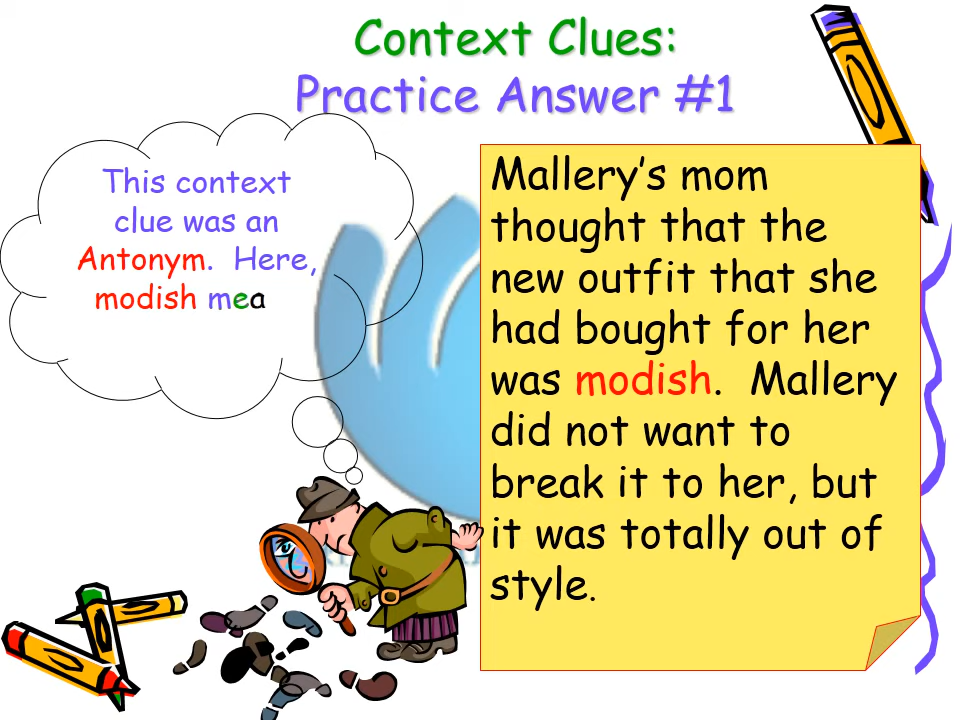 Context Clues:
Practice Answer #1
This context
clue was an
Antonym. Here,
modish mea
Mallery’s mom
thought that the
new outfit that she
had bought for her
was modish. Mallery
did not want to
break it to her, but
it was totally out of
style.